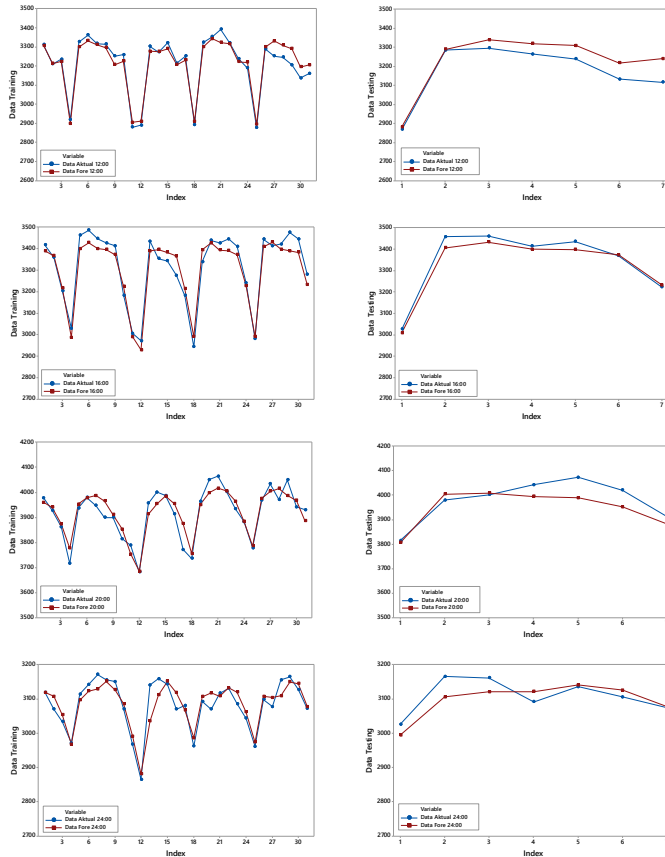 Data Training
3500
3400
3300
3200
3100
3000
2900
2800
2700
2600
Variable
Data Aktual 12:00
Data Fore 12:00
3 6 9 12 15 18 21 24 27 30
Index
Data Testing
3500
3400
3300
3200
3100
3000
2900
2800
2700
2600
Variable
Data Aktual 12:00
Data Fore 12:00
1 2 3 4 5 6 7
Index
Data Training
3500
3400
3300
3200
3100
3000
2900
2800
2700
Variable
Data Aktual 16:00
Data Fore 16:00
3 6 9 12 15 18 21 24 27 30
Index
Data Testing
3500
3400
3300
3200
3100
3000
2900
2800
2700
Variable
Data Aktual 16:00
Data Fore 16:00
1 2 3 4 5 6 7
Index
Data Training
4200
4100
4000
3900
3800
3700
3600
3500
Variable
Data Aktual 20:00
Data Fore 20:00
3 6 9 12 15 18 21 24 27 30
Index
Data Testing
4200
4100
4000
3900
3800
3700
3600
3500
Variable
Data Aktual 20:00
Data Fore 20:00
1 2 3 4 5 6
Index
Data Training
3200
3100
3000
2900
2800
2700
Variable
Data Aktual 24:00
Data Fore 24:00
3 6 9 12 15 18 21 24 27 30
Index
Data Testing
3200
3100
3000
2900
2800
2700
Variable
Data Aktual 24:00
Data Fore 24:00
1 2 3 4 5 6
Index